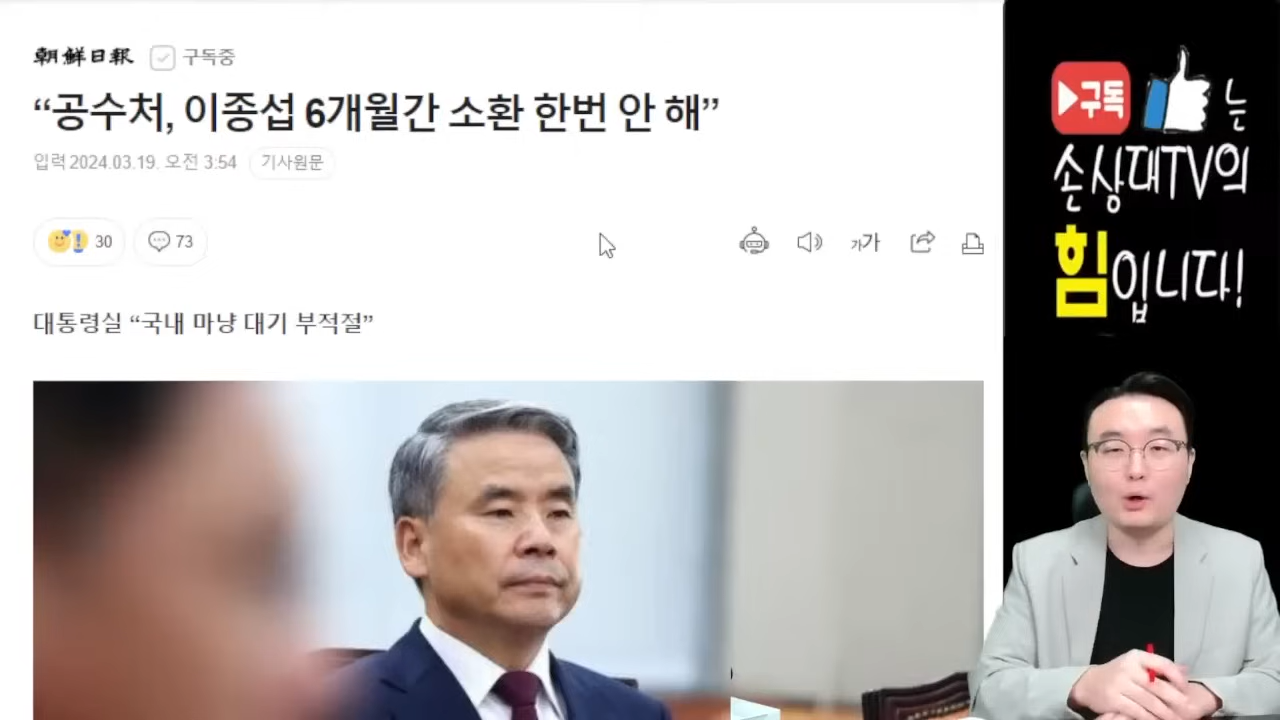 朝鮮日報 구독중
“공수처, 이종섭 6개월간 소환 한번 안 해”
입력 2024.03.19. 오전 3:54 기사원문
30 73 가가
대통령실 “국내 마냥 대기 부적절”
구독 는
손상대TV의
힘입니다!